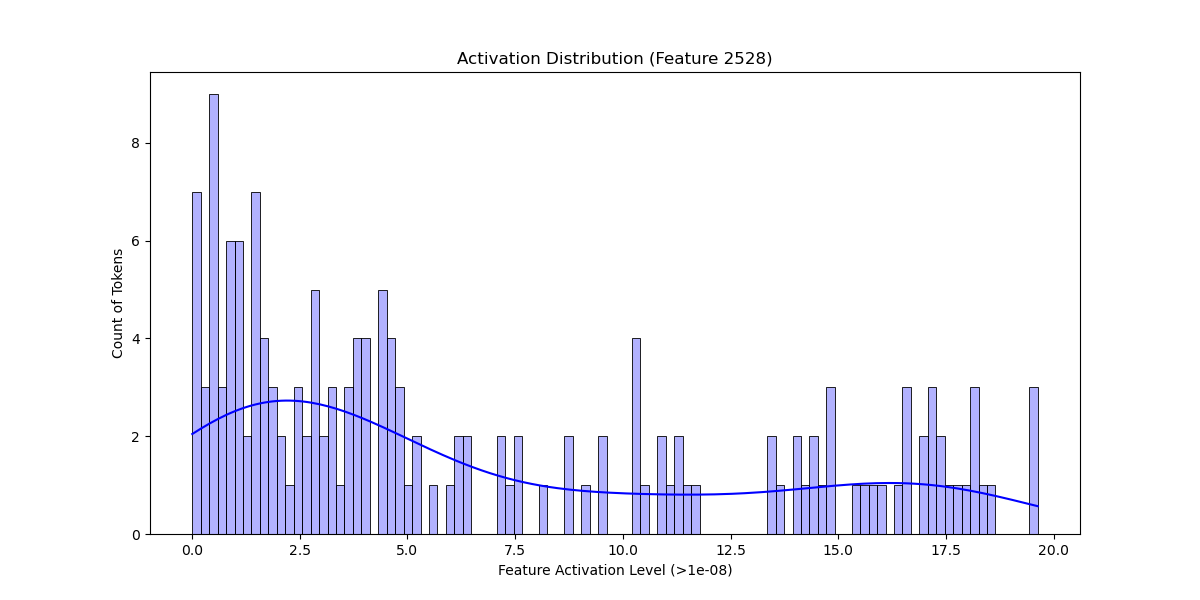 Activation Distribution (Feature 2528)
8
6
4
2
0
Count of Tokens
0.0 2.5 5.0 7.5 10.0 12.5 15.0 17.5 20.0
Feature Activation Level (>1e-08)